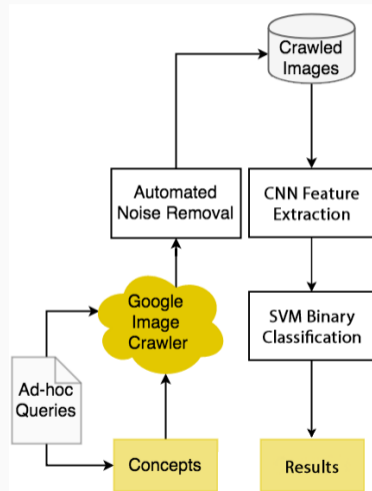 Crawled
Images
Automated
Noise Removal
CNN Feature
Extraction
Google
Image
Crawler
SVM Binary
Classification
Ad-hoc
Queries
Concepts
Results